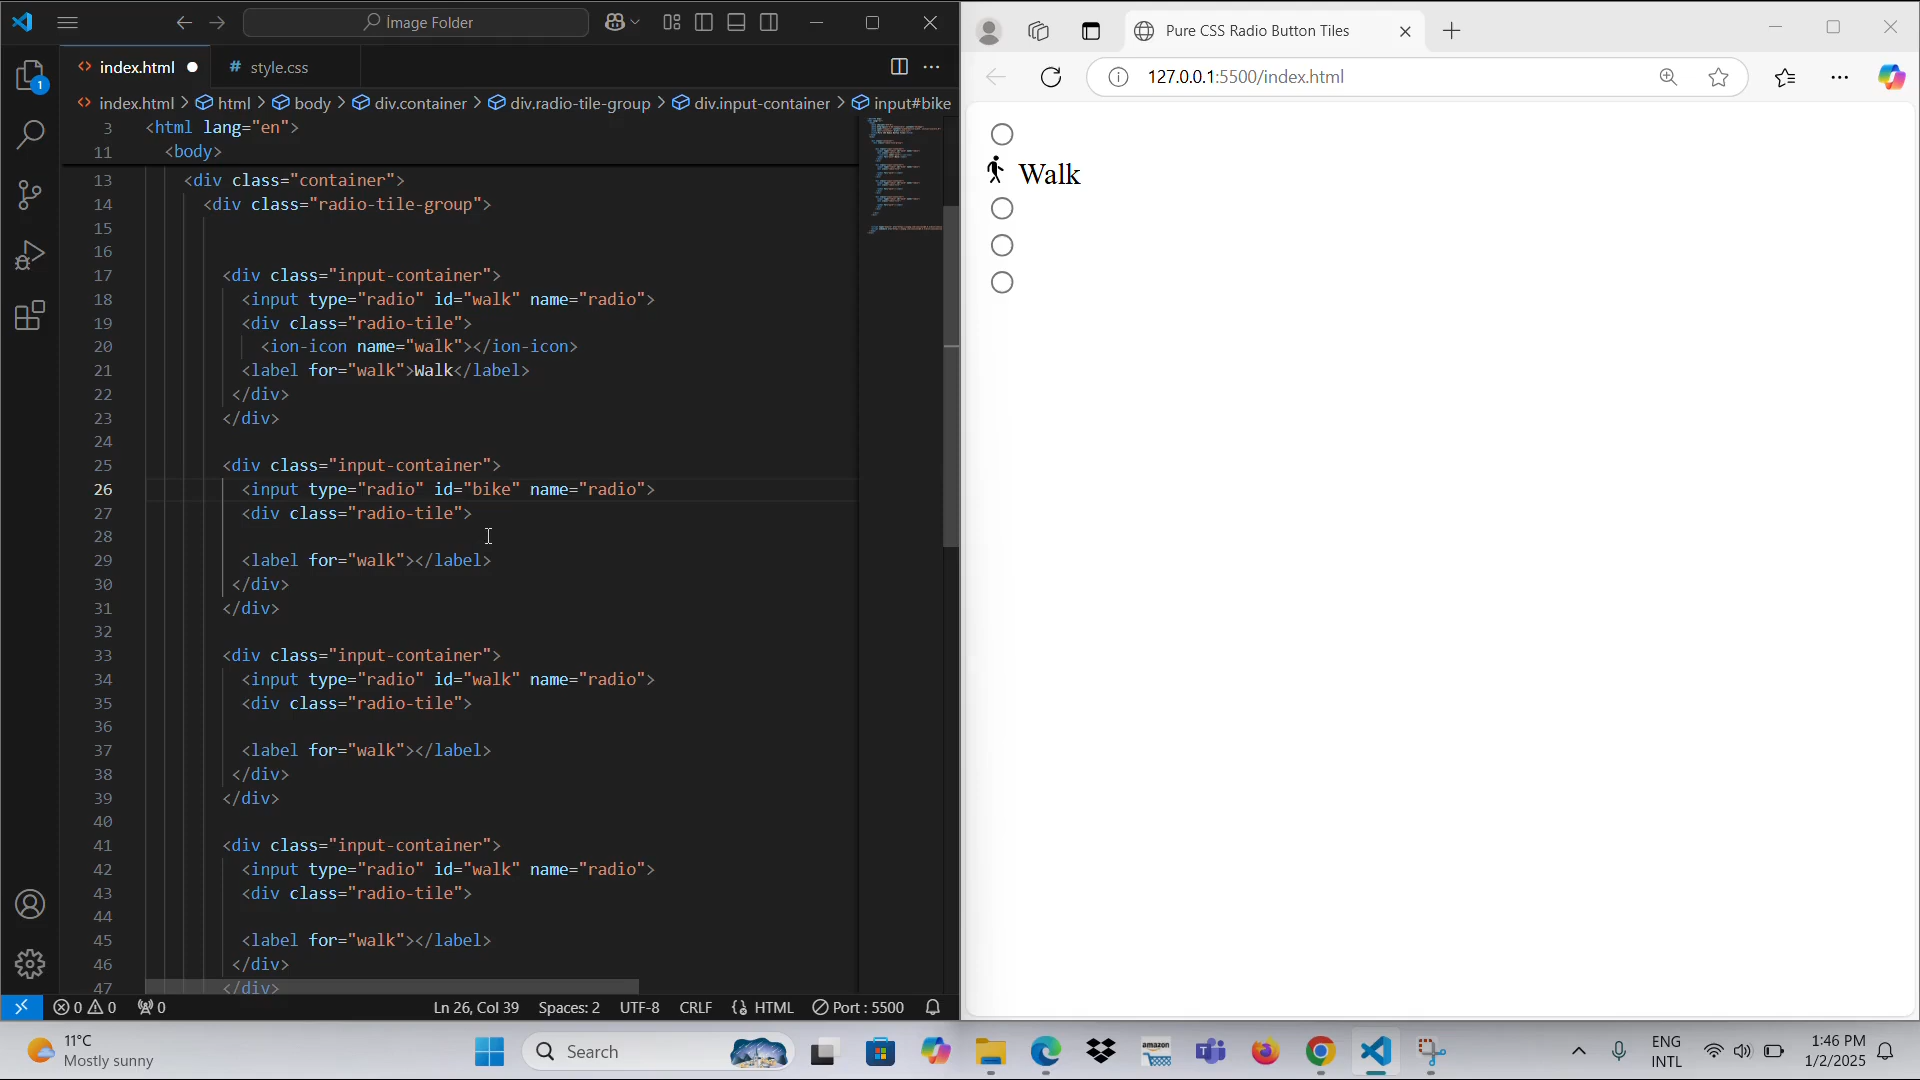 Image Folder
index.html
style.css
index.html > html > body > div.container > div.radio-tile-group > div.input-container > input#bike
3 <html lang="en">
11 <body>
13 <div class="container">
14 <div class="radio-tile-group">
15
16
17 <div class="input-container">
18 <input type="radio" id="walk" name="radio">
19 <div class="radio-tile">
20 <ion-icon name="walk"></ion-icon>
21 <label for="walk">Walk</label>
22 </div>
23 </div>
24
25 <div class="input-container">
26 <input type="radio" id="bike" name="radio">
27 <div class="radio-tile">
28
29 <label for="walk"></label>
30 </div>
31 </div>
32
33 <div class="input-container">
34 <input type="radio" id="walk" name="radio">
35 <div class="radio-tile">
36
37 <label for="walk"></label>
38 </div>
39 </div>
40
41 <div class="input-container">
42 <input type="radio" id="walk" name="radio">
43 <div class="radio-tile">
44
45 <label for="walk"></label>
46 </div>
47 </div>
1
0 0 0
Ln 26, Col 39 Spaces: 2 UTF-8 CRLF HTML Port : 5500
Pure CSS Radio Button Tiles
127.0.0.1:5500/index.html
Walk
11°C
Mostly sunny
Search
amazon
ENG
INTL
1:46 PM
1/2/2025